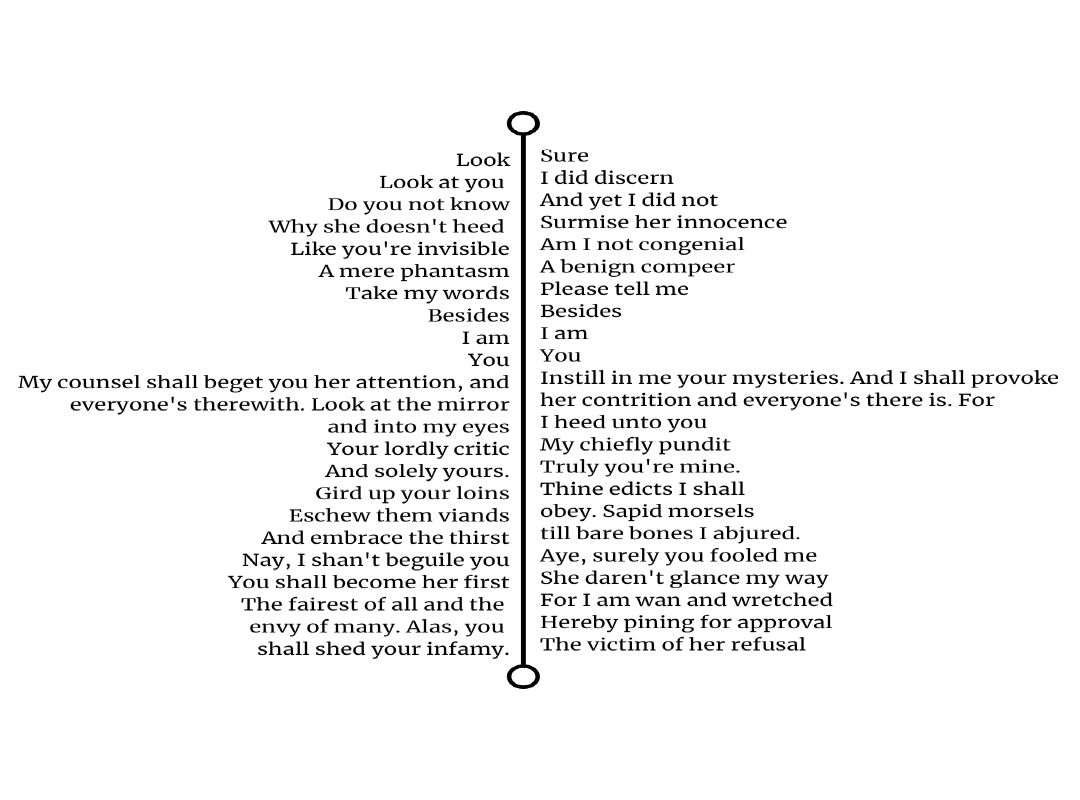 Look
Look at you
Do you not know
Why she doesn't heed
Like you're invisible
A mere phantasm
Take my words
Besides
I am
You
My counsel shall beget you her attention, and
everyone's therewith. Look at the mirror
and into my eyes
Your lordly critic
And solely yours.
Gird up your loins
Eschew them viands
And embrace the thirst
Nay, I shan't beguile you
You shall become her first
The fairest of all and the
envy of many. Alas, you
shall shed your infamy.
Sure
I did discern
And yet I did not
Surmise her innocence
Am I not congenial
A benign compeer
Please tell me
Besides
I am
You
Instill in me your mysteries. And I shall provoke
her contrition and everyone's there is. For
I heed unto you
My chiefly pundit
Truly you're mine.
Thine edicts I shall
obey. Sapid morsels
till bare bones I abjured.
Aye, surely you fooled me
She daren't glance my way
For I am wan and wretched
Hereby pining for approval
The victim of her refusal